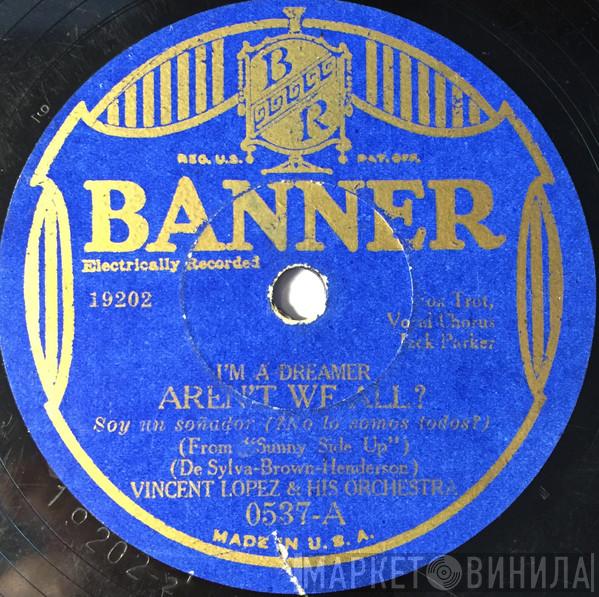 B
R
REG. U.S. PAT. OFF.
BANNER
Electrically Recorded
19202
Fox Trot,
Vocal Chorus
Jack Parker
I'M A DREAMER
AREN'T WE ALL?
Soy un soñador (?No lo somos todos?)
(From "Sunny Side Up")
(De Sylva-Brown-Henderson)
VINCENT LOPEZ & HIS ORCHESTRA
0537-A
MADE IN U.S.A.
19202-2
МАРКЕТ ВИНИЛА